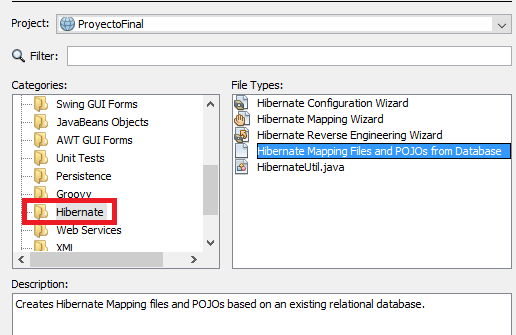 Project: ProyectoFinal
Filter:
Categories:
Swing GUI Forms
JavaBeans Objects
AWT GUI Forms
Unit Tests
Persistence
Groovy
Hibernate
Web Services
XML
File Types:
Hibernate Configuration Wizard
Hibernate Mapping Wizard
Hibernate Reverse Engineering Wizard
Hibernate Mapping Files and POJOs from Database
HibernateUtil.java
Description:
Creates Hibernate Mapping files and POJOs based on an existing relational database.